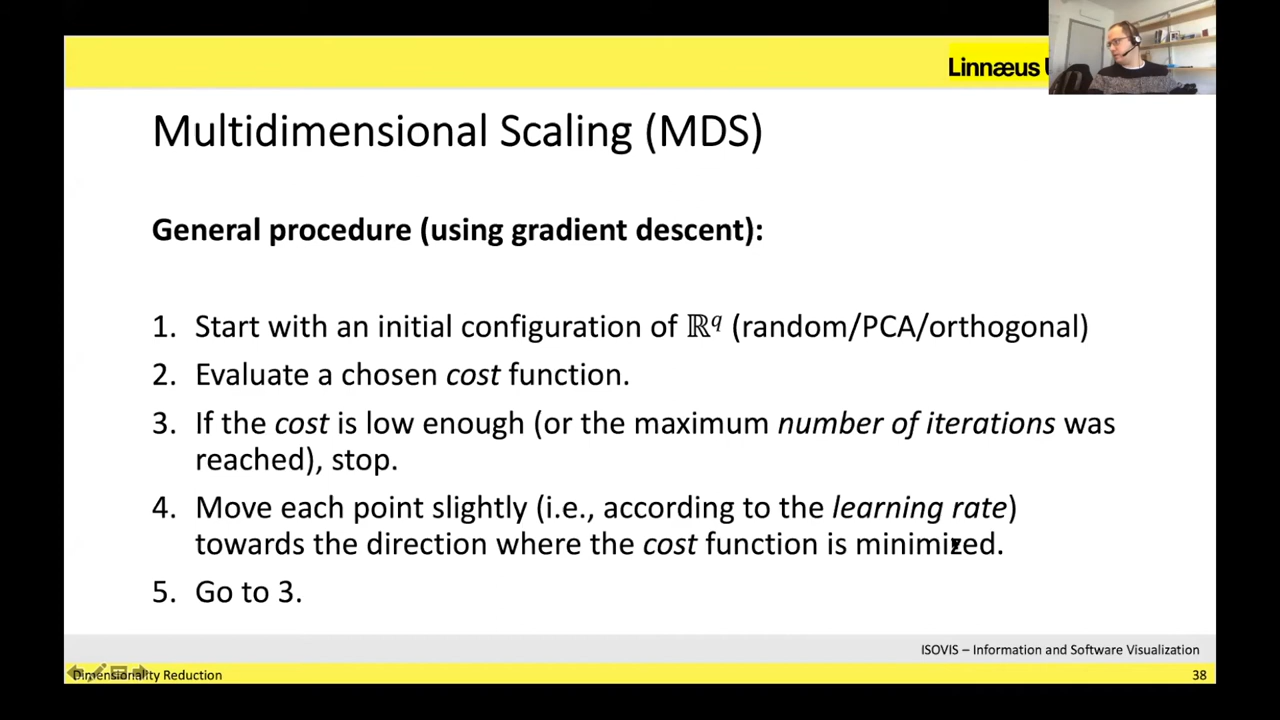 Linnæus
Multidimensional Scaling (MDS)
General procedure (using gradient descent):
1. Start with an initial configuration of ℝ^q (random/PCA/orthogonal)
2. Evaluate a chosen cost function.
3. If the cost is low enough (or the maximum number of iterations was
reached), stop.
4. Move each point slightly (i.e., according to the learning rate)
towards the direction where the cost function is minimized.
5. Go to 3.
ISOVIS – Information and Software Visualization
Dimensionality Reduction
38